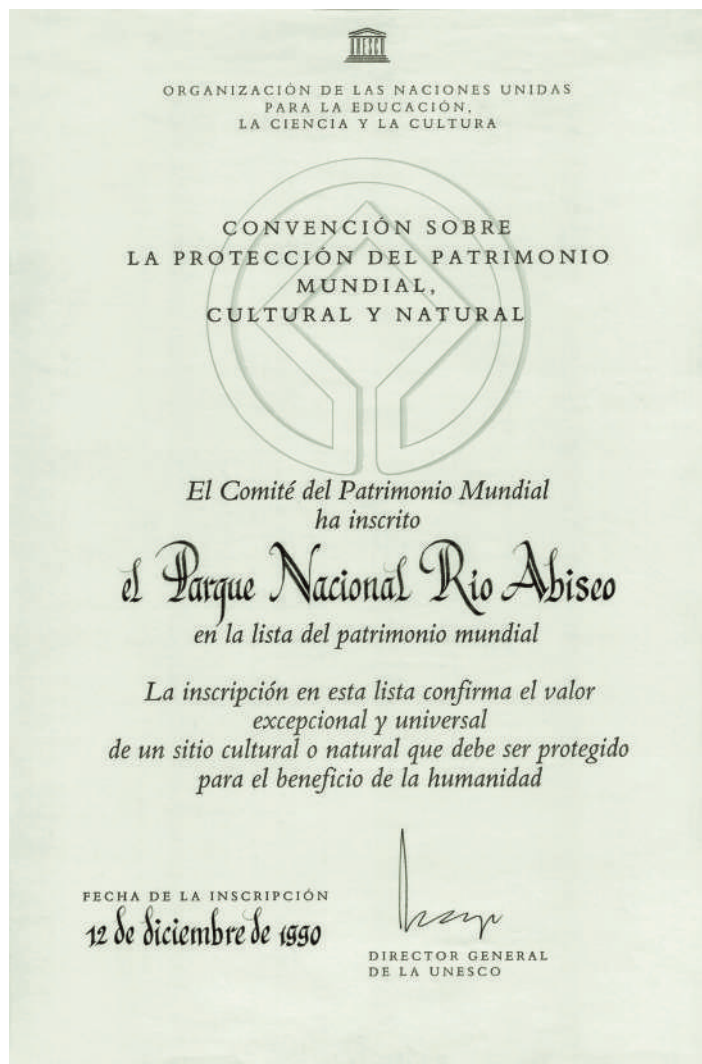 UNESCO
ORGANIZACIÓN DE LAS NACIONES UNIDAS
PARA LA EDUCACIÓN,
LA CIENCIA Y LA CULTURA
CONVENCIÓN SOBRE
LA PROTECCIÓN DEL PATRIMONIO
MUNDIAL,
CULTURAL Y NATURAL
El Comité del Patrimonio Mundial
ha inscrito
el Parque Nacional Rio Abiseo
en la lista del patrimonio mundial
La inscripción en esta lista confirma el valor
excepcional y universal
de un sitio cultural o natural que debe ser protegido
para el beneficio de la humanidad
FECHA DE LA INSCRIPCIÓN
12 de diciembre de 1990
DIRECTOR GENERAL
DE LA UNESCO